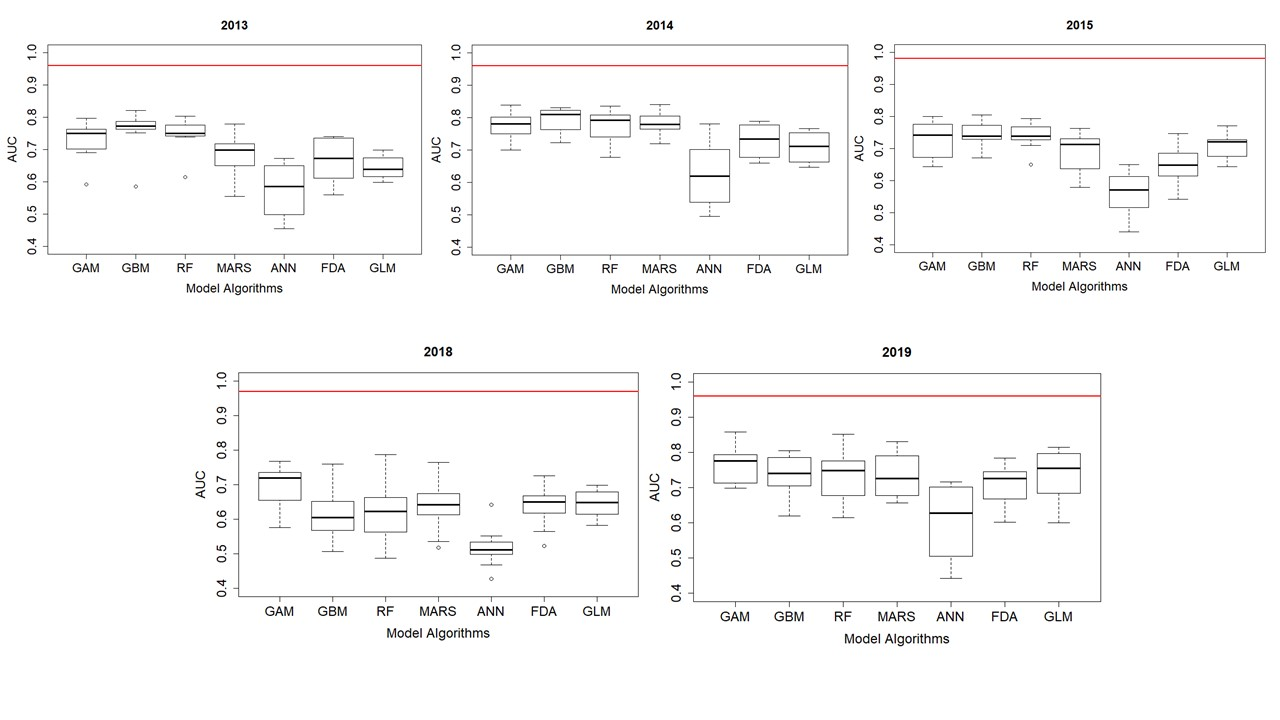 2013
1.0
0.9
0.8
0.7
0.6
0.5
0.4
AUC
GAM GBM RF MARS ANN FDA GLM
Model Algorithms
2014
1.0
0.9
0.8
0.7
0.6
0.5
0.4
AUC
GAM GBM RF MARS ANN FDA GLM
Model Algorithms
2015
1.0
0.9
0.8
0.7
0.6
0.5
0.4
AUC
GAM GBM RF MARS ANN FDA GLM
Model Algorithms
2018
1.0
0.9
0.8
0.7
0.6
0.5
0.4
AUC
GAM GBM RF MARS ANN FDA GLM
Model Algorithms
2019
1.0
0.9
0.8
0.7
0.6
0.5
0.4
AUC
GAM GBM RF MARS ANN FDA GLM
Model Algorithms